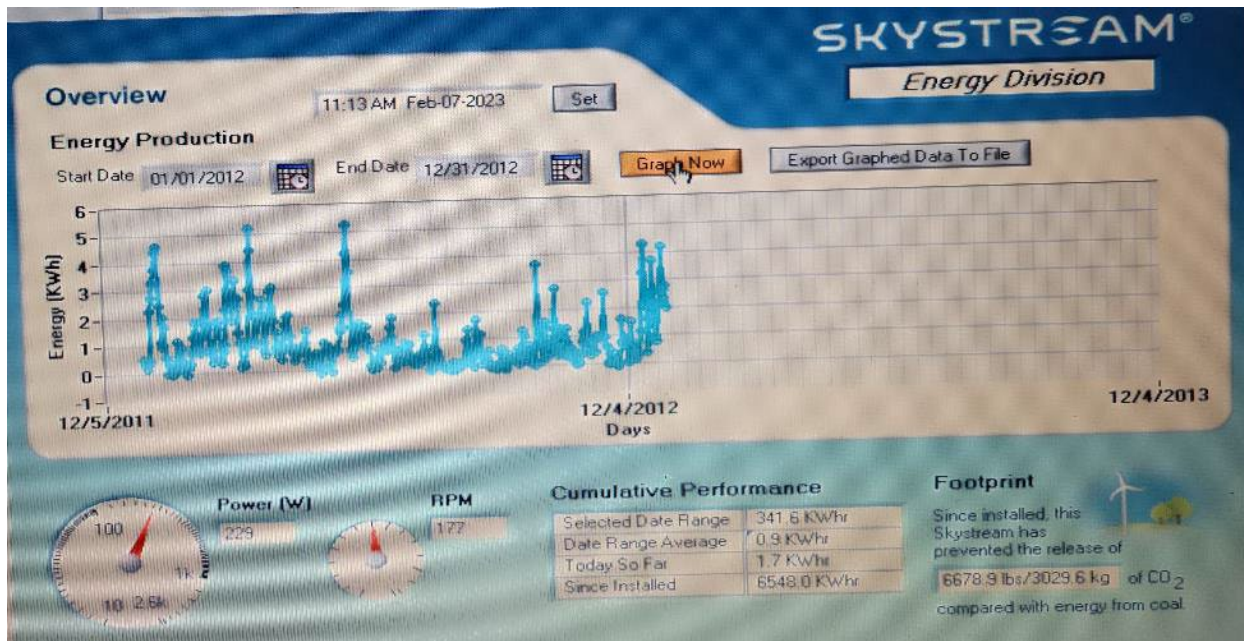 SKYSTREAM®
Energy Division
Overview
11:13 AM Feb-07-2023 Set
Energy Production
Start Date 01/01/2012 End Date 12/31/2012 Graph Now Export Graphed Data To File
6
5
4
3
2
1
0
-1
Energy (KWh)
12/5/2011 12/4/2012 12/4/2013
Days
Power (W)
229
100
1k
10 2.6k
RPM
177
Cumulative Performance
Selected Date Range 341.6 KWhr
Date Range Average 0.9 KWhr
Today So Far 1.7 KWhr
Since Installed 6548.0 KWhr
Footprint
Since installed, this
Skystream has
prevented the release of
6678.9 lbs/3029.6 kg of CO2
compared with energy from coal.